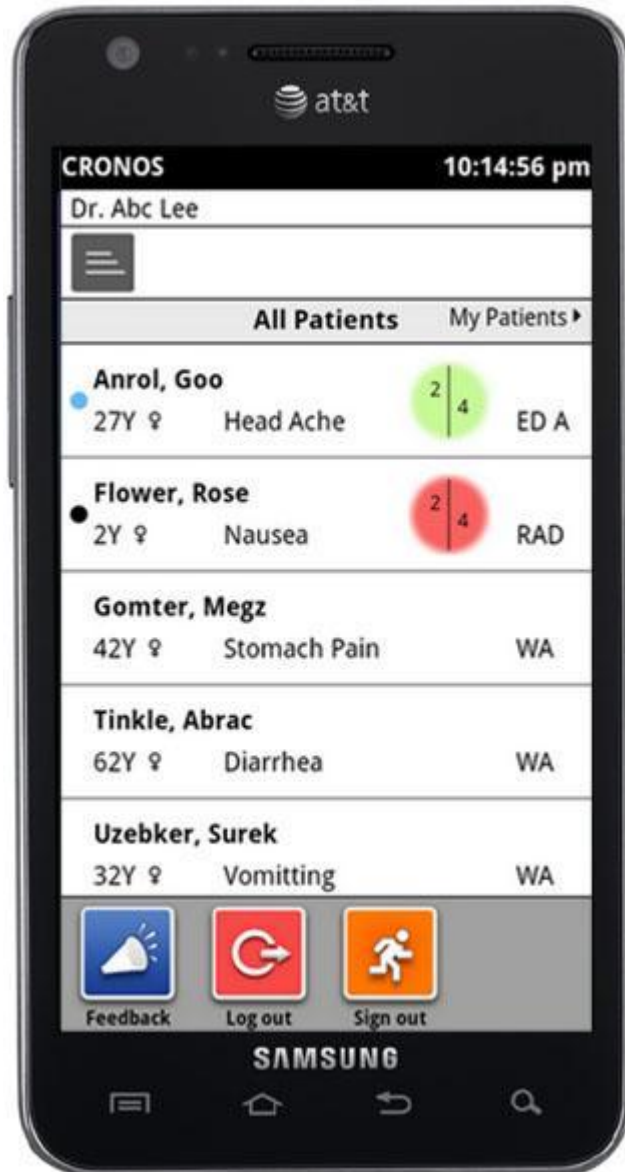 at&t
CRONOS 10:14:56 pm
Dr. Abc Lee
All Patients My Patients
Anrol, Goo
27Y ♀ Head Ache 2 4 ED A
Flower, Rose
2Y ♀ Nausea 2 4 RAD
Gomter, Megz
42Y ♀ Stomach Pain WA
Tinkle, Abrac
62Y ♀ Diarrhea WA
Uzebker, Surek
32Y ♀ Vomitting WA
Feedback Log out Sign out
SAMSUNG